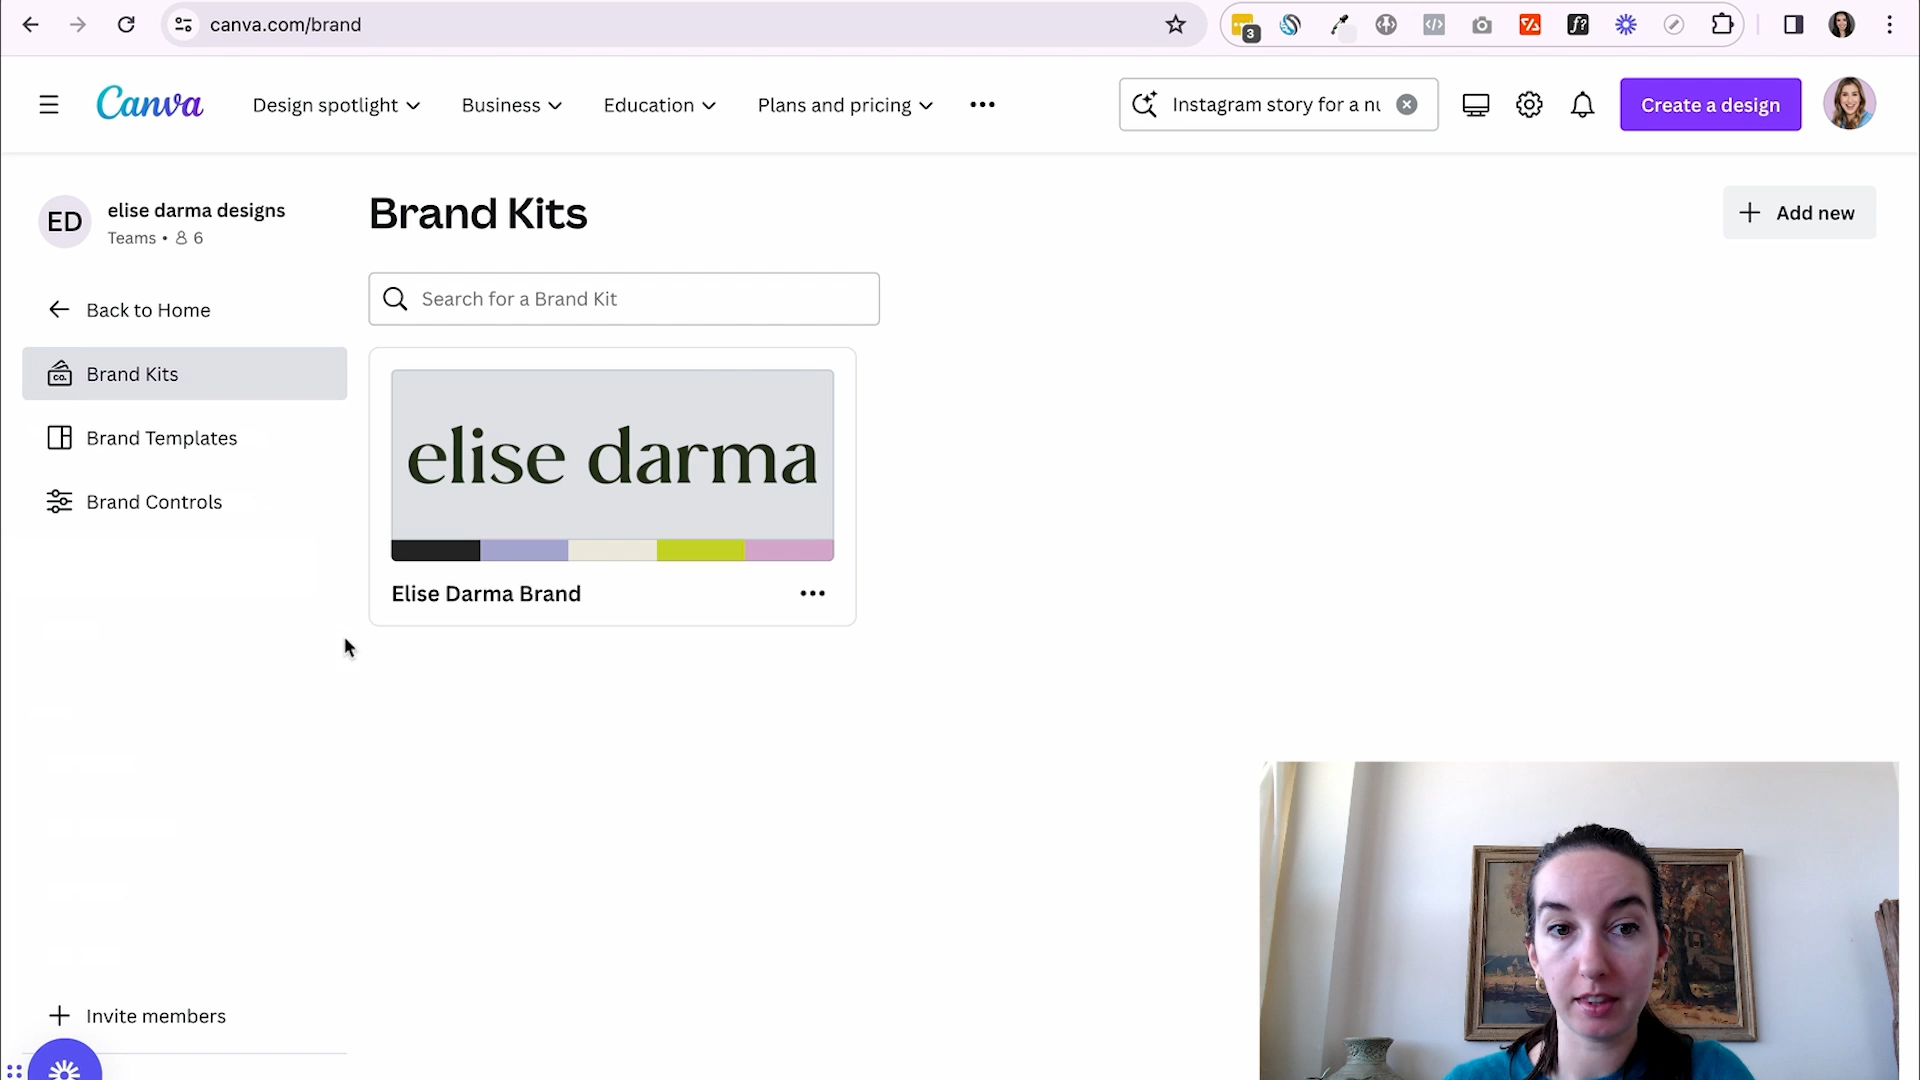 canva.com/brand
3
Canva
Design spotlight
Business
Education
Plans and pricing
Instagram story for a nu
Create a design
ED
elise darma designs
Teams • 6
Brand Kits
Add new
Back to Home
Search for a Brand Kit
CO.
Brand Kits
Brand Templates
Brand Controls
elise darma
Elise Darma Brand
Invite members